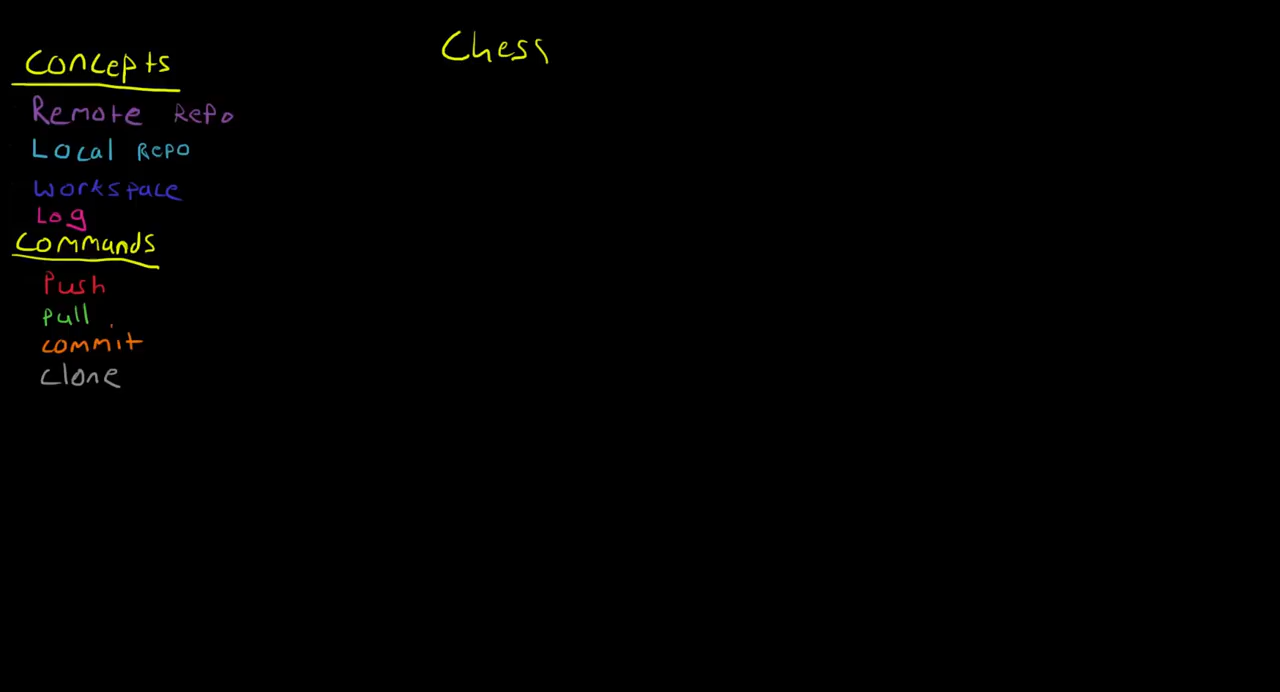 Concepts
Remote Repo
Local Repo
Workspace
Log
Commands
Push
Pull
Commit
Clone
Chess